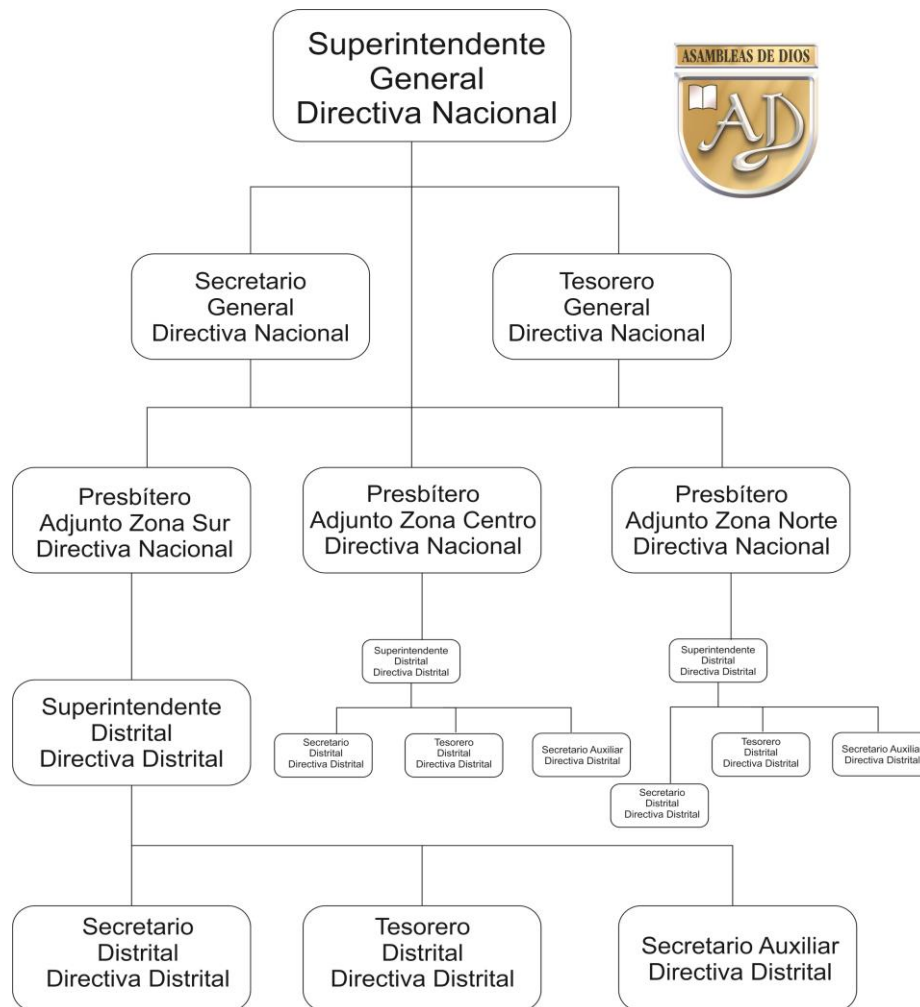 Superintendente
General
Directiva Nacional
ASAMBLEAS DE DIOS
AD
Secretario
General
Directiva Nacional
Tesorero
General
Directiva Nacional
Presbítero
Adjunto Zona Sur
Directiva Nacional
Presbítero
Adjunto Zona Centro
Directiva Nacional
Presbítero
Adjunto Zona Norte
Directiva Nacional
Superintendente
Distrital
Directiva Distrital
Superintendente
Distrital
Directiva Distrital
Superintendente
Distrital
Directiva Distrital
Secretario
Distrital
Directiva Distrital
Tesorero
Distrital
Directiva Distrital
Secretario Auxiliar
Directiva Distrital
Secretario
Distrital
Directiva Distrital
Tesorero
Distrital
Directiva Distrital
Secretario Auxiliar
Directiva Distrital
Secretario
Distrital
Directiva Distrital
Tesorero
Distrital
Directiva Distrital
Secretario Auxiliar
Directiva Distrital